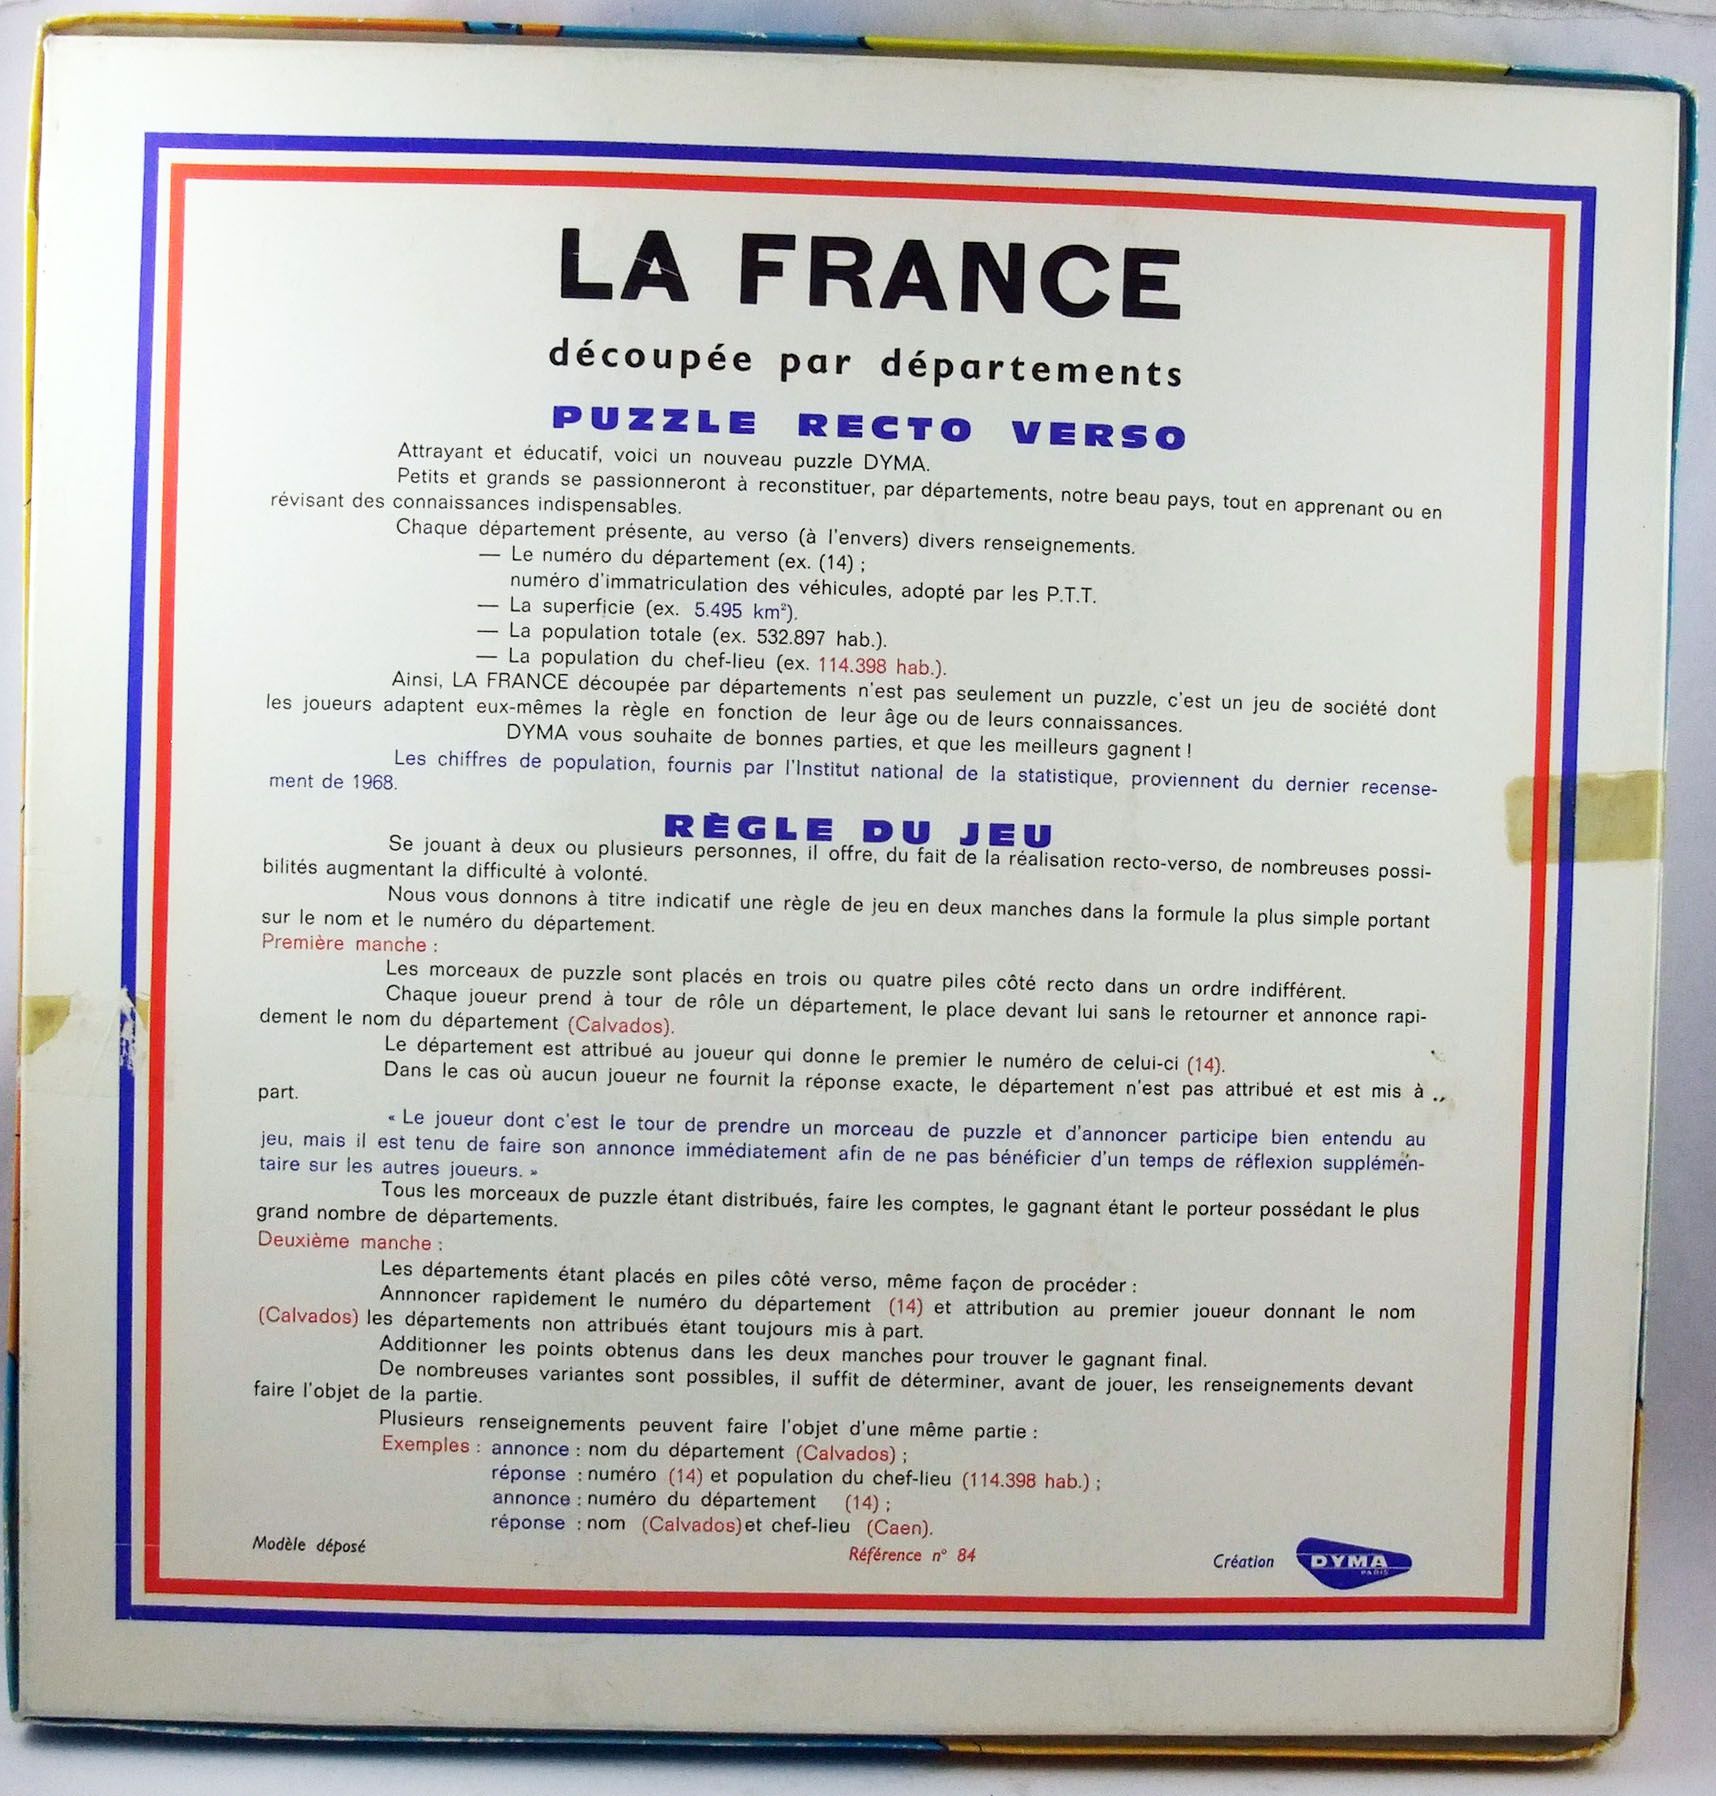 LA FRANCE
découpée par départements
PUZZLE RECTO VERSO
Attrayant et éducatif, voici un nouveau puzzle DYMA.
Petits et grands se passionneront à reconstituer, par départements, notre beau pays, tout en apprenant ou en
révisant des connaissances indispensables.
Chaque département présente, au verso (à l'envers) divers renseignements.
— Le numéro du département (ex. (14) ;
numéro d'immatriculation des véhicules, adopté par les P.T.T.
— La superficie (ex. 5.495 km²).
— La population totale (ex. 532.897 hab.).
— La population du chef-lieu (ex. 114.398 hab.).
Ainsi, LA FRANCE découpée par départements n'est pas seulement un puzzle, c'est un jeu de société dont
les joueurs adaptent eux-mêmes la règle en fonction de leur âge ou de leurs connaissances.
DYMA vous souhaite de bonnes parties, et que les meilleurs gagnent !
Les chiffres de population, fournis par l'Institut national de la statistique, proviennent du dernier recense-
ment de 1968.
RÈGLE DU JEU
Se jouant à deux ou plusieurs personnes, il offre, du fait de la réalisation recto-verso, de nombreuses possi-
bilités augmentant la difficulté à volonté.
Nous vous donnons à titre indicatif une règle de jeu en deux manches dans la formule la plus simple portant
sur le nom et le numéro du département.
Première manche :
Les morceaux de puzzle sont placés en trois ou quatre piles côté recto dans un ordre indifférent.
Chaque joueur prend à tour de rôle un département, le place devant lui sans le retourner et annonce rapi-
dement le nom du département (Calvados).
Le département est attribué au joueur qui donne le premier le numéro de celui-ci (14).
Dans le cas où aucun joueur ne fournit la réponse exacte, le département n'est pas attribué et est mis à
part.
« Le joueur dont c'est le tour de prendre un morceau de puzzle et d'annoncer participe bien entendu au
jeu, mais il est tenu de faire son annonce immédiatement afin de ne pas bénéficier d'un temps de réflexion supplémen-
taire sur les autres joueurs. »
Tous les morceaux de puzzle étant distribués, faire les comptes, le gagnant étant le porteur possédant le plus
grand nombre de départements.
Deuxième manche :
Les départements étant placés en piles côté verso, même façon de procéder :
Annnoncer rapidement le numéro du département (14) et attribution au premier joueur donnant le nom
(Calvados) les départements non attribués étant toujours mis à part.
Additionner les points obtenus dans les deux manches pour trouver le gagnant final.
De nombreuses variantes sont possibles, il suffit de déterminer, avant de jouer, les renseignements devant
faire l'objet de la partie.
Plusieurs renseignements peuvent faire l'objet d'une même partie :
Exemples : annonce : nom du département (Calvados) ;
réponse : numéro (14) et population du chef-lieu (114.398 hab.) ;
annonce : numéro du département (14) ;
réponse : nom (Calvados) et chef-lieu (Caen).
Modèle déposé Référence n° 84 Création DYMA
PARIS